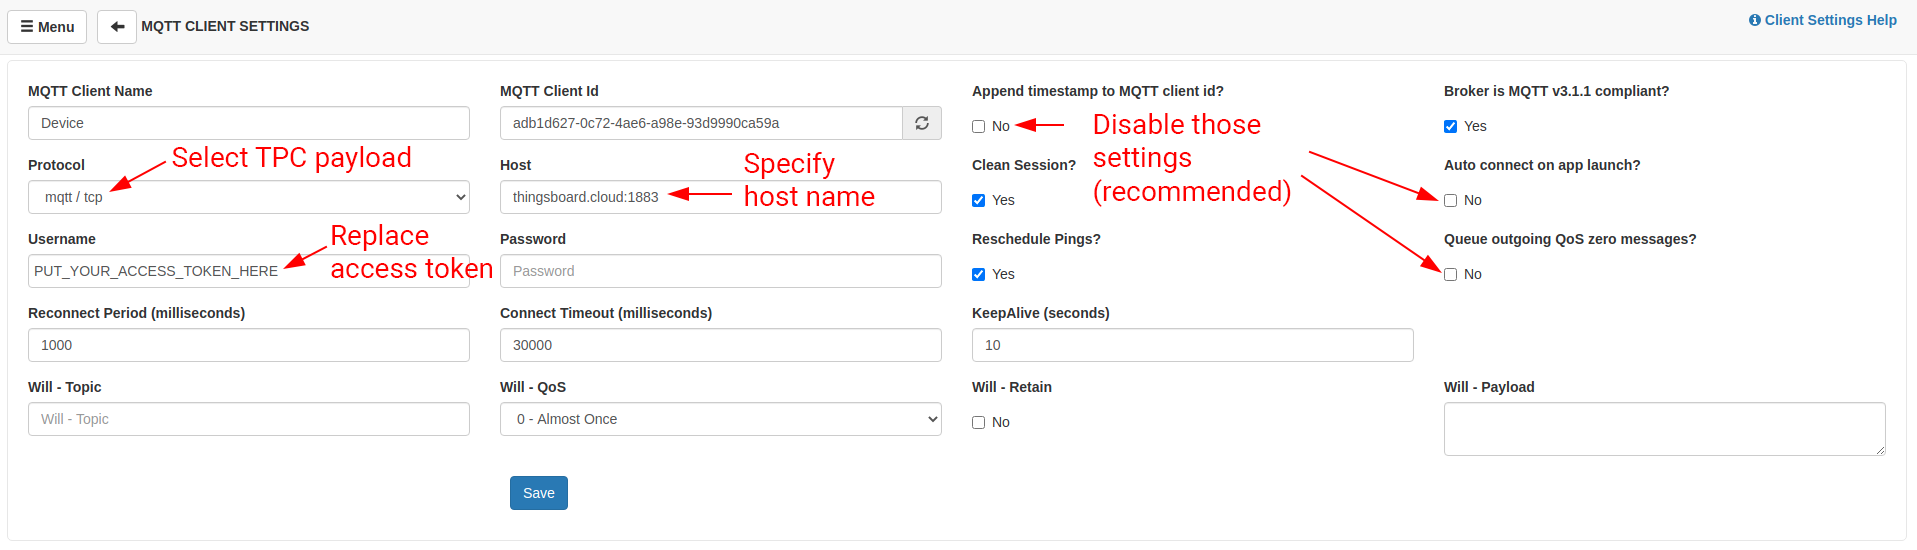 Menu
MQTT CLIENT SETTINGS
Client Settings Help
MQTT Client Name
Device
MQTT Client Id
adb1d627-0c72-4ae6-a98e-93d9990ca59a
Append timestamp to MQTT client id?
No
Broker is MQTT v3.1.1 compliant?
Yes
Disable those
settings
(recommended)
Protocol
mqtt / tcp
Select TPC payload
Host
thingsboard.cloud:1883
Specify
host name
Clean Session?
Yes
Auto connect on app launch?
No
Username
PUT_YOUR_ACCESS_TOKEN_HERE
Replace
access token
Password
Password
Reschedule Pings?
Yes
Queue outgoing QoS zero messages?
No
Reconnect Period (milliseconds)
1000
Connect Timeout (milliseconds)
30000
KeepAlive (seconds)
10
Will - Topic
Will - Topic
Will - QoS
0 - Almost Once
Will - Retain
No
Will - Payload
Save